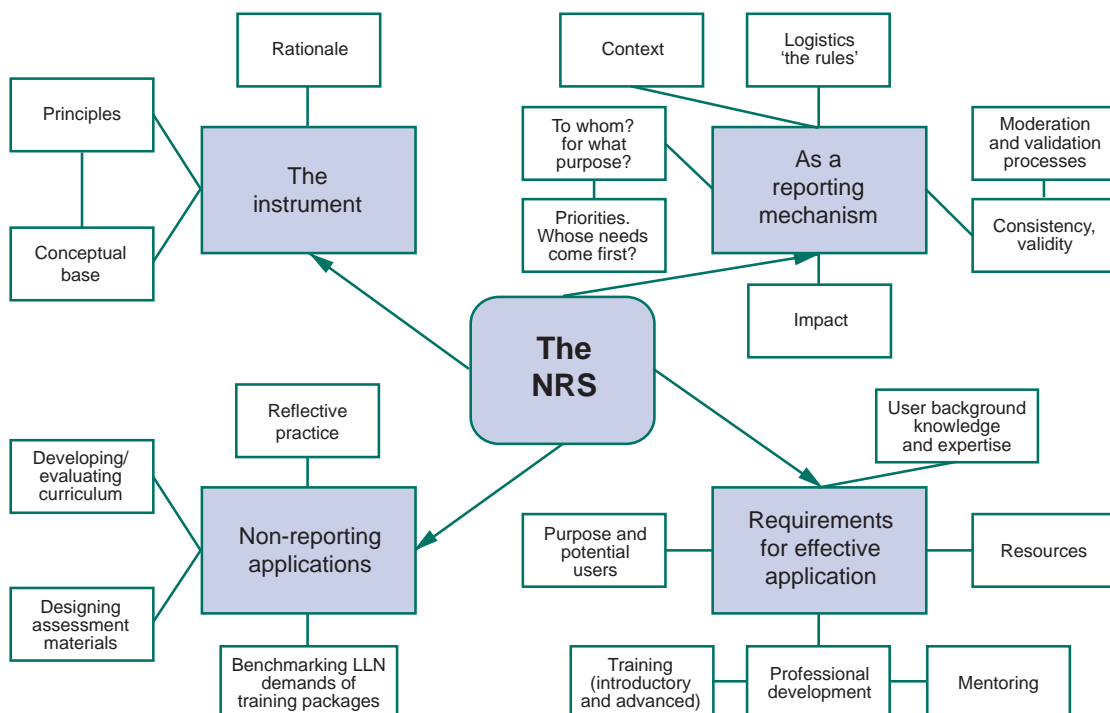 Rationale
Context
Logistics
‘the rules’
Principles
The
instrument
Conceptual
base
To whom?
for what
purpose?
Priorities.
Whose needs
come first?
As a
reporting
mechanism
Moderation
and validation
processes
Consistency,
validity
Impact
The
NRS
Reflective
practice
Developing/
evaluating
curriculum
Non-reporting
applications
Designing
assessment
materials
Benchmarking LLN
demands of
training packages
User background
knowledge
and expertise
Purpose and
potential
users
Requirements
for effective
application
Resources
Training
(introductory
and advanced)
Professional
development
Mentoring